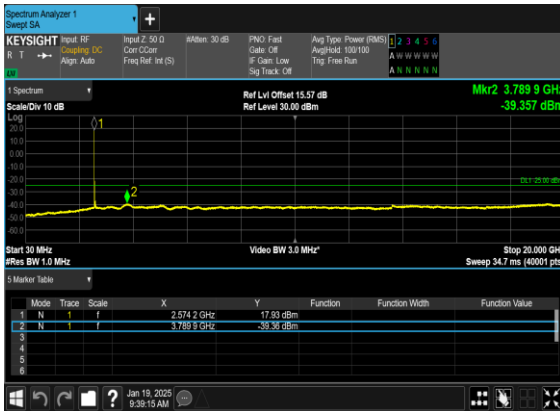 Spectrum Analyzer 1
Swept SA
+
KEYSIGHT
R T
Input: RF
Coupling: DC
Align: Auto
Input Z: 50 Ω
Corr CCorr
Freq Ref: Int (S)
#Atten: 30 dB
PNO: Fast
Gate: Off
IF Gain: Low
Sig Track: Off
Avg Type: Power (RMS)
Avg|Hold: 100/100
Trig: Free Run
1 2 3 4 5 6
A W W W W W
A N N N N N
1 Spectrum
Scale/Div 10 dB
Ref Lvl Offset 15.57 dB
Ref Level 30.00 dBm
Mkr2 3.789 9 GHz
-39.357 dBm
Log
20.0
10.0
0.00
-10.0
-20.0
-30.0
-40.0
-50.0
-60.0
1
2
DL1 -25.00 dBm
Start 30 MHz
#Res BW 1.0 MHz
Video BW 3.0 MHz*
Stop 20.000 GHz
Sweep 34.7 ms (40001 pts)
5 Marker Table
Mode Trace Scale X Y Function Function Width Function Value
1 N 1 f 2.574 2 GHz 17.93 dBm
2 N 1 f 3.789 9 GHz -39.36 dBm
3
4
5
6
?
Jan 19, 2025
9:39:15 AM